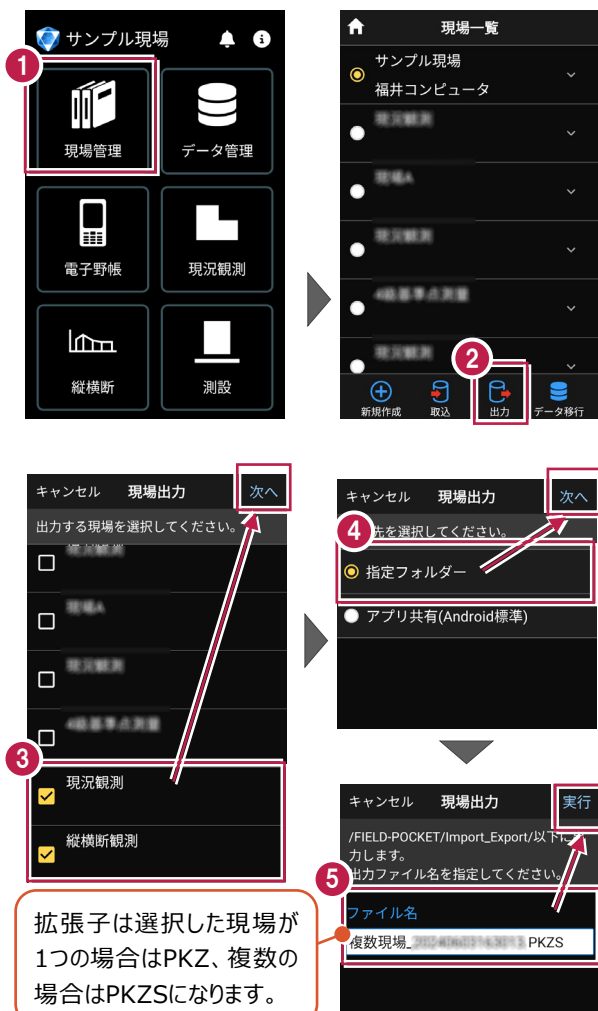 サンプル現場
1
現場管理
データ管理
電子野帳
現況観測
縦横断
測設
現場一覧
サンプル現場
福井コンピュータ
2
新規作成
取込
出力
データ移行
キャンセル
現場出力
次へ
出力する現場を選択してください。
3
現況観測
縦横断観測
拡張子は選択した現場が
1つの場合はPKZ、複数の
場合はPKZSになります。
キャンセル
現場出力
次へ
4
先を選択してください。
指定フォルダー
アプリ共有(Android標準)
キャンセル
現場出力
実行
/FIELD-POCKET/Import_Export/以下に
力します。
出力ファイル名を指定してください。
5
ファイル名
複数現場_ .PKZS